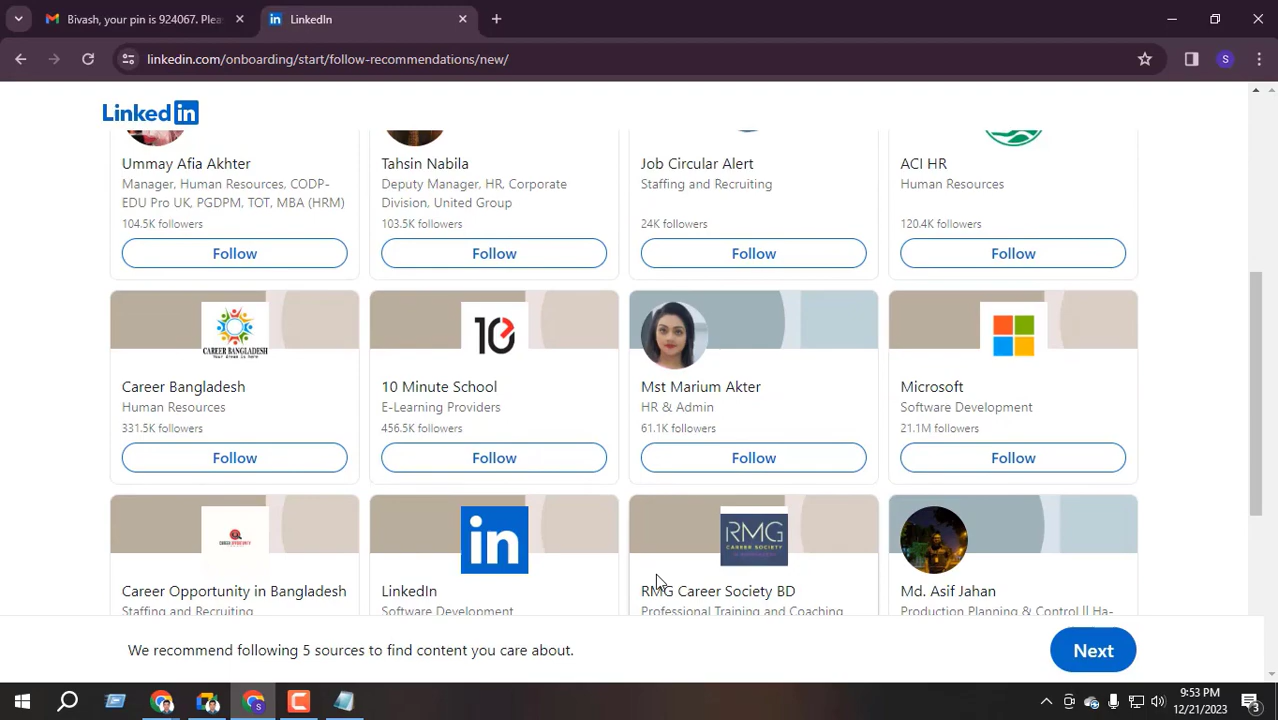 Bivash, your pin is 924067. Plea
LinkedIn
linkedin.com/onboarding/start/follow-recommendations/new/
S
Linked in
Ummay Afia Akhter
Manager, Human Resources, CODP-
EDU Pro UK, PGDPM, TOT, MBA (HRM)
104.5K followers
Follow
Tahsin Nabila
Deputy Manager, HR, Corporate
Division, United Group
103.5K followers
Follow
Job Circular Alert
Staffing and Recruiting
24K followers
Follow
ACI HR
Human Resources
120.4K followers
Follow
CAREER BANGLADESH
Career Bangladesh
Human Resources
331.5K followers
Follow
10
10 Minute School
E-Learning Providers
456.5K followers
Follow
Mst Marium Akter
HR & Admin
61.1K followers
Follow
Microsoft
Software Development
21.1M followers
Follow
Career Opportunity in Bangladesh
Staffing and Recruiting
in
LinkedIn
Software Development
RMG
CAREER SOCIETY
RMG Career Society BD
Professional Training and Coaching
Md. Asif Jahan
Production Planning & Control || Ha-
We recommend following 5 sources to find content you care about.
Next
S
9:53 PM
12/21/2023
3